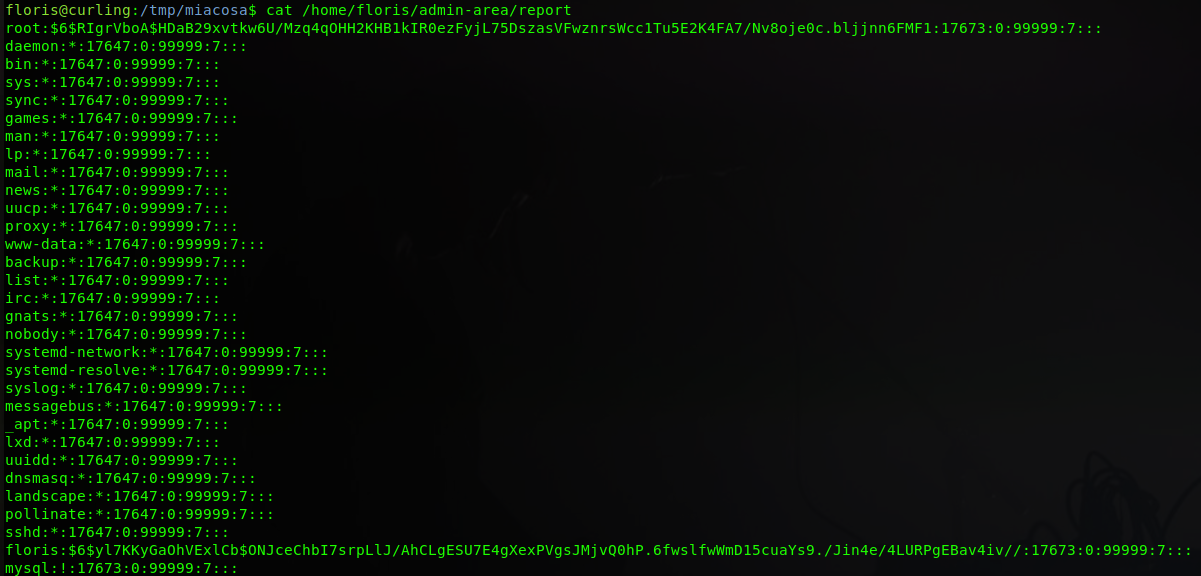 floris@curling:/tmp/miacosa$ cat /home/floris/admin-area/report
root:$6$RIgrVboA$HDaB29xvtkw6U/Mzq4qOHH2KHB1kIR0ezFyjL75DszasVFwznrsWcc1Tu5E2K4FA7/Nv8oje0c.bljjnn6FMF1:17673:0:99999:7:::
daemon:*:17647:0:99999:7:::
bin:*:17647:0:99999:7:::
sys:*:17647:0:99999:7:::
sync:*:17647:0:99999:7:::
games:*:17647:0:99999:7:::
man:*:17647:0:99999:7:::
lp:*:17647:0:99999:7:::
mail:*:17647:0:99999:7:::
news:*:17647:0:99999:7:::
uucp:*:17647:0:99999:7:::
proxy:*:17647:0:99999:7:::
www-data:*:17647:0:99999:7:::
backup:*:17647:0:99999:7:::
list:*:17647:0:99999:7:::
irc:*:17647:0:99999:7:::
gnats:*:17647:0:99999:7:::
nobody:*:17647:0:99999:7:::
systemd-network:*:17647:0:99999:7:::
systemd-resolve:*:17647:0:99999:7:::
syslog:*:17647:0:99999:7:::
messagebus:*:17647:0:99999:7:::
_apt:*:17647:0:99999:7:::
lxd:*:17647:0:99999:7:::
uuidd:*:17647:0:99999:7:::
dnsmasq:*:17647:0:99999:7:::
landscape:*:17647:0:99999:7:::
pollinate:*:17647:0:99999:7:::
sshd:*:17647:0:99999:7:::
floris:$6$yl7KKyGaOhVExlCb$ONJceChbI7srpLlJ/AhCLgESU7E4gXexPVgsJMjvQ0hP.6fwslfwWmD15cuaYs9./Jin4e/4LURPgEBav4iv//:17673:0:99999:7:::
mysql:!:17673:0:99999:7:::